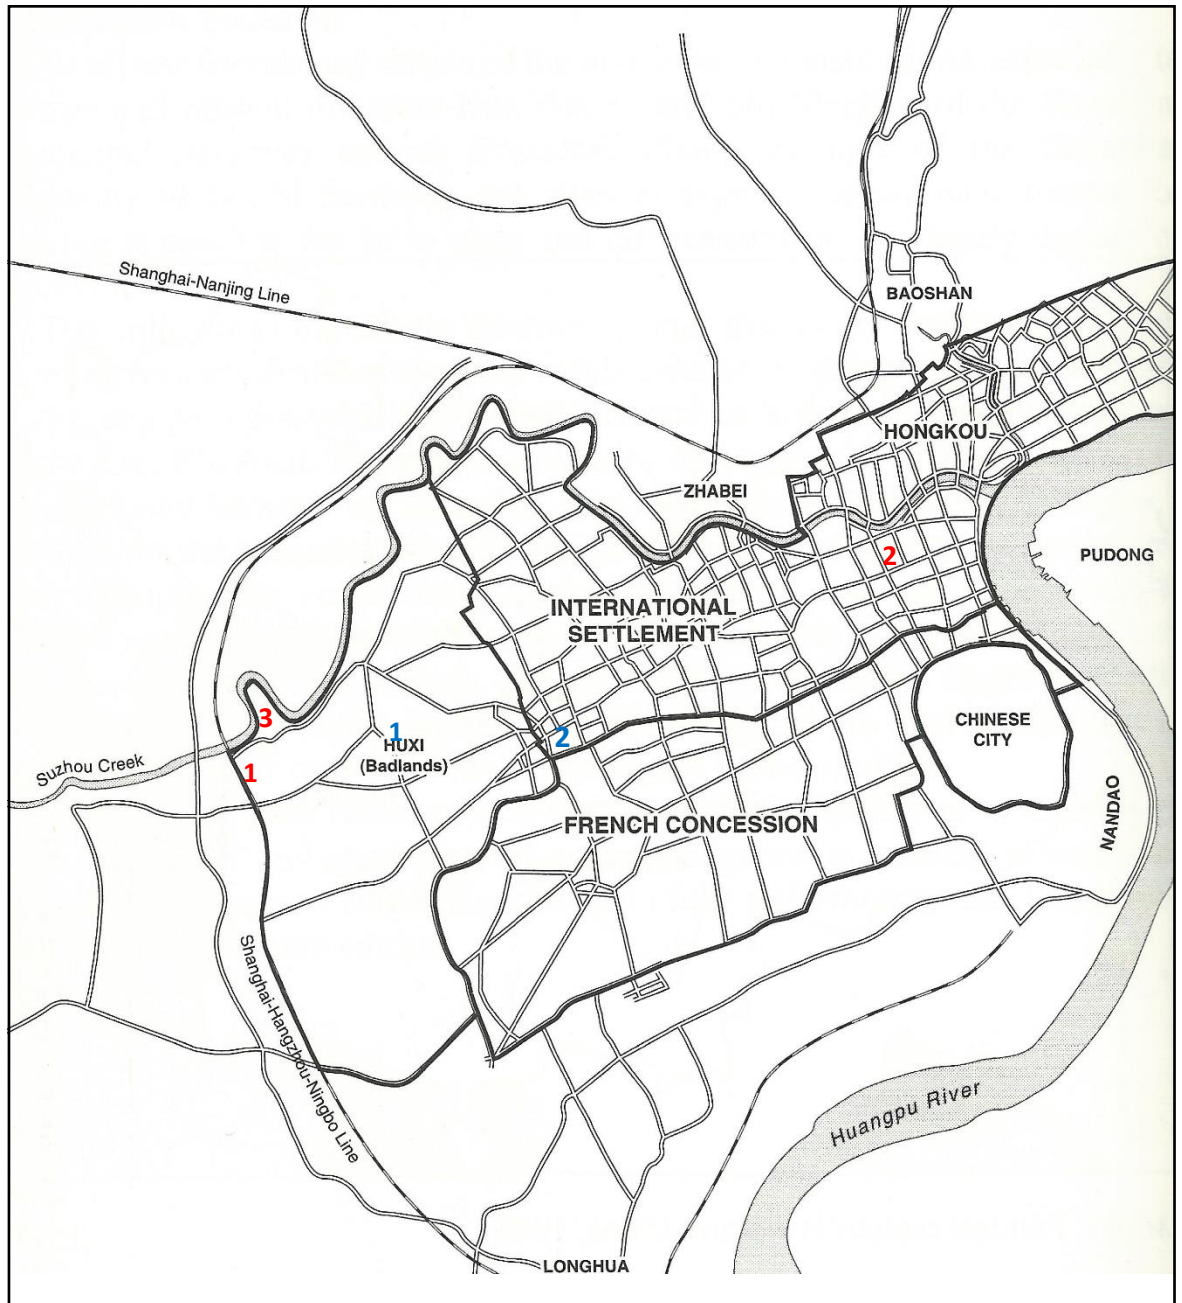 Shanghai-Nanjing Line
BAOSHAN
HONGKOU
ZHABEI
2
PUDONG
INTERNATIONAL
SETTLEMENT
3
1
2
HUXI
(Badlands)
CHINESE
CITY
Suzhou Creek
1
NANDAO
FRENCH CONCESSION
Shanghai-Hangzhou-Ningbo Line
Huangpu River
LONGHUA